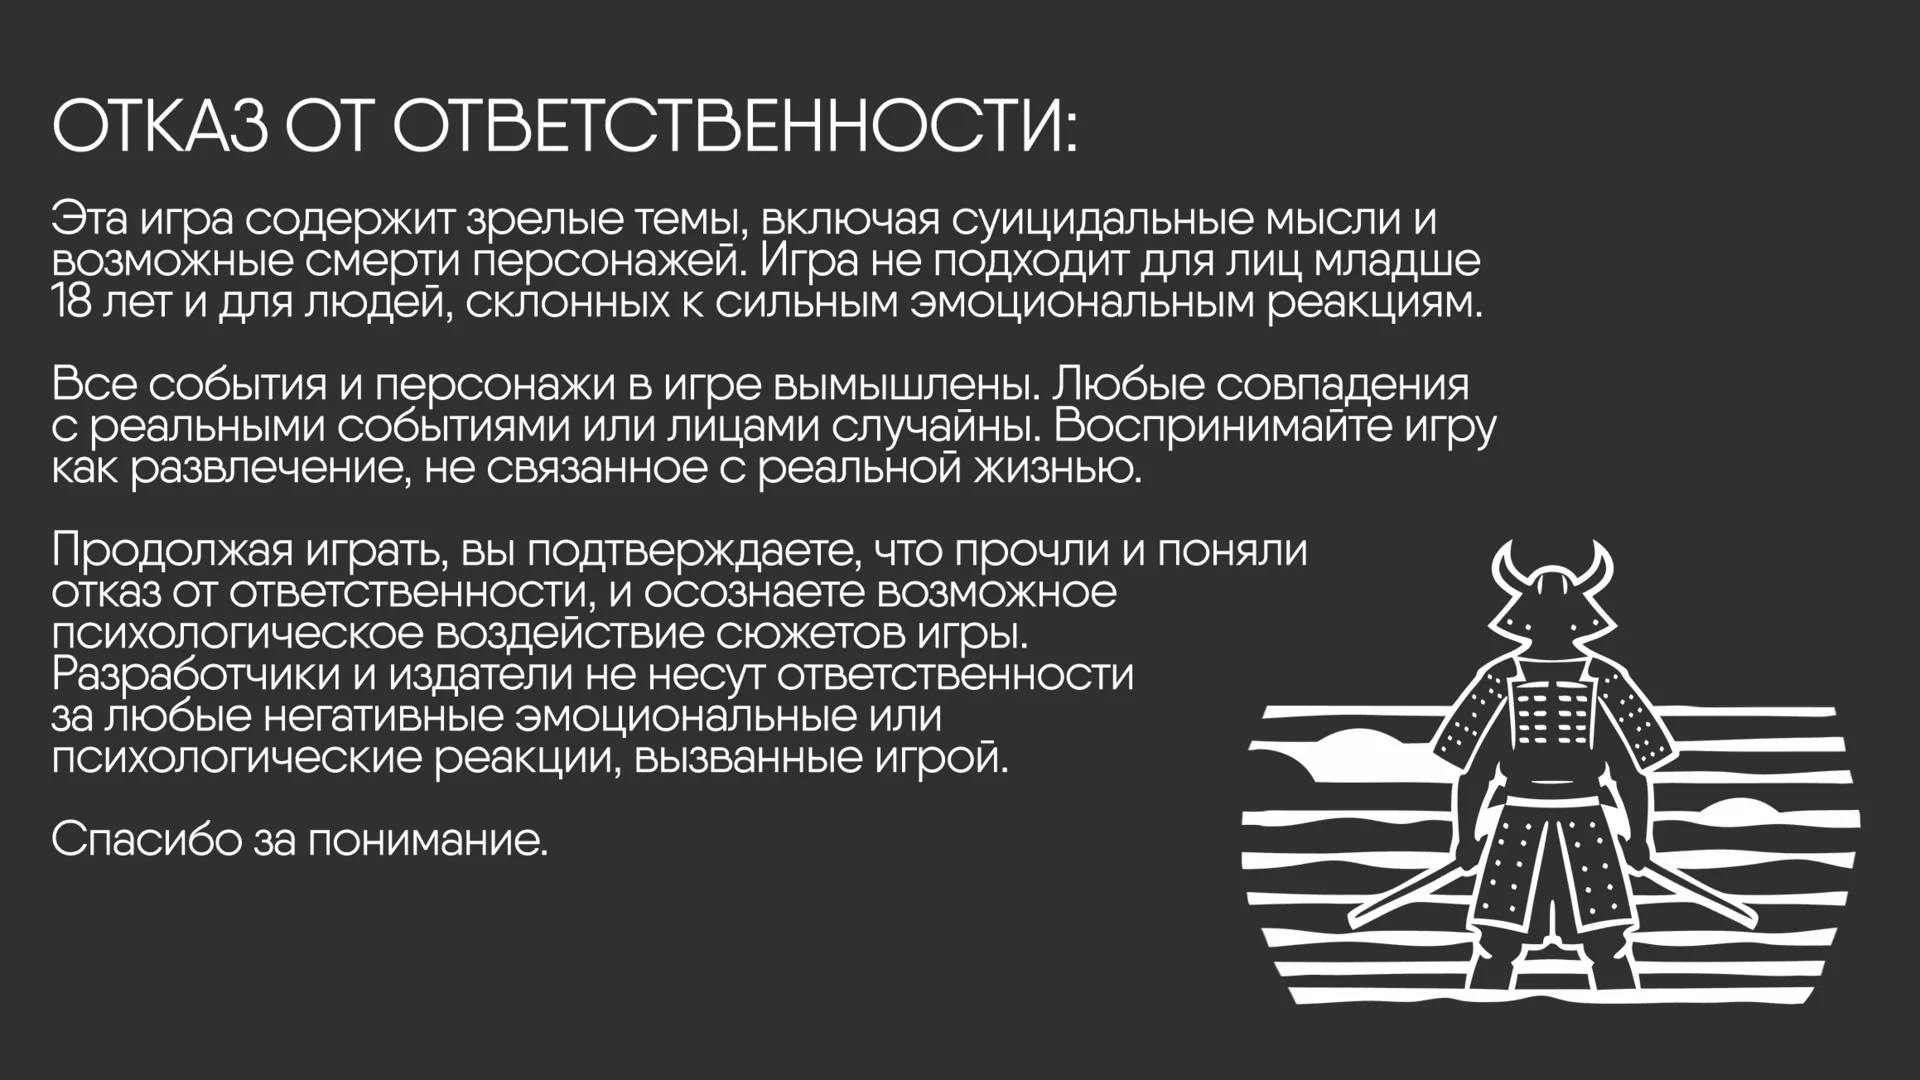 ОТКАЗ ОТ ОТВЕТСТВЕННОСТИ:
Эта игра содержит зрелые темы, включая суицидальные мысли и
возможные смерти персонажей. Игра не подходит для лиц младше
18 лет и для людей, склонных к сильным эмоциональным реакциям.
Все события и персонажи в игре вымышлены. Любые совпадения
с реальными событиями или лицами случайны. Воспринимайте игру
как развлечение, не связанное с реальной жизнью.
Продолжая играть, вы подтверждаете, что прочли и поняли
отказ от ответственности, и осознаете возможное
психологическое воздействие сюжетов игры.
Разработчики и издатели не несут ответственности
за любые негативные эмоциональные или
психологические реакции, вызванные игрой.
Спасибо за понимание.